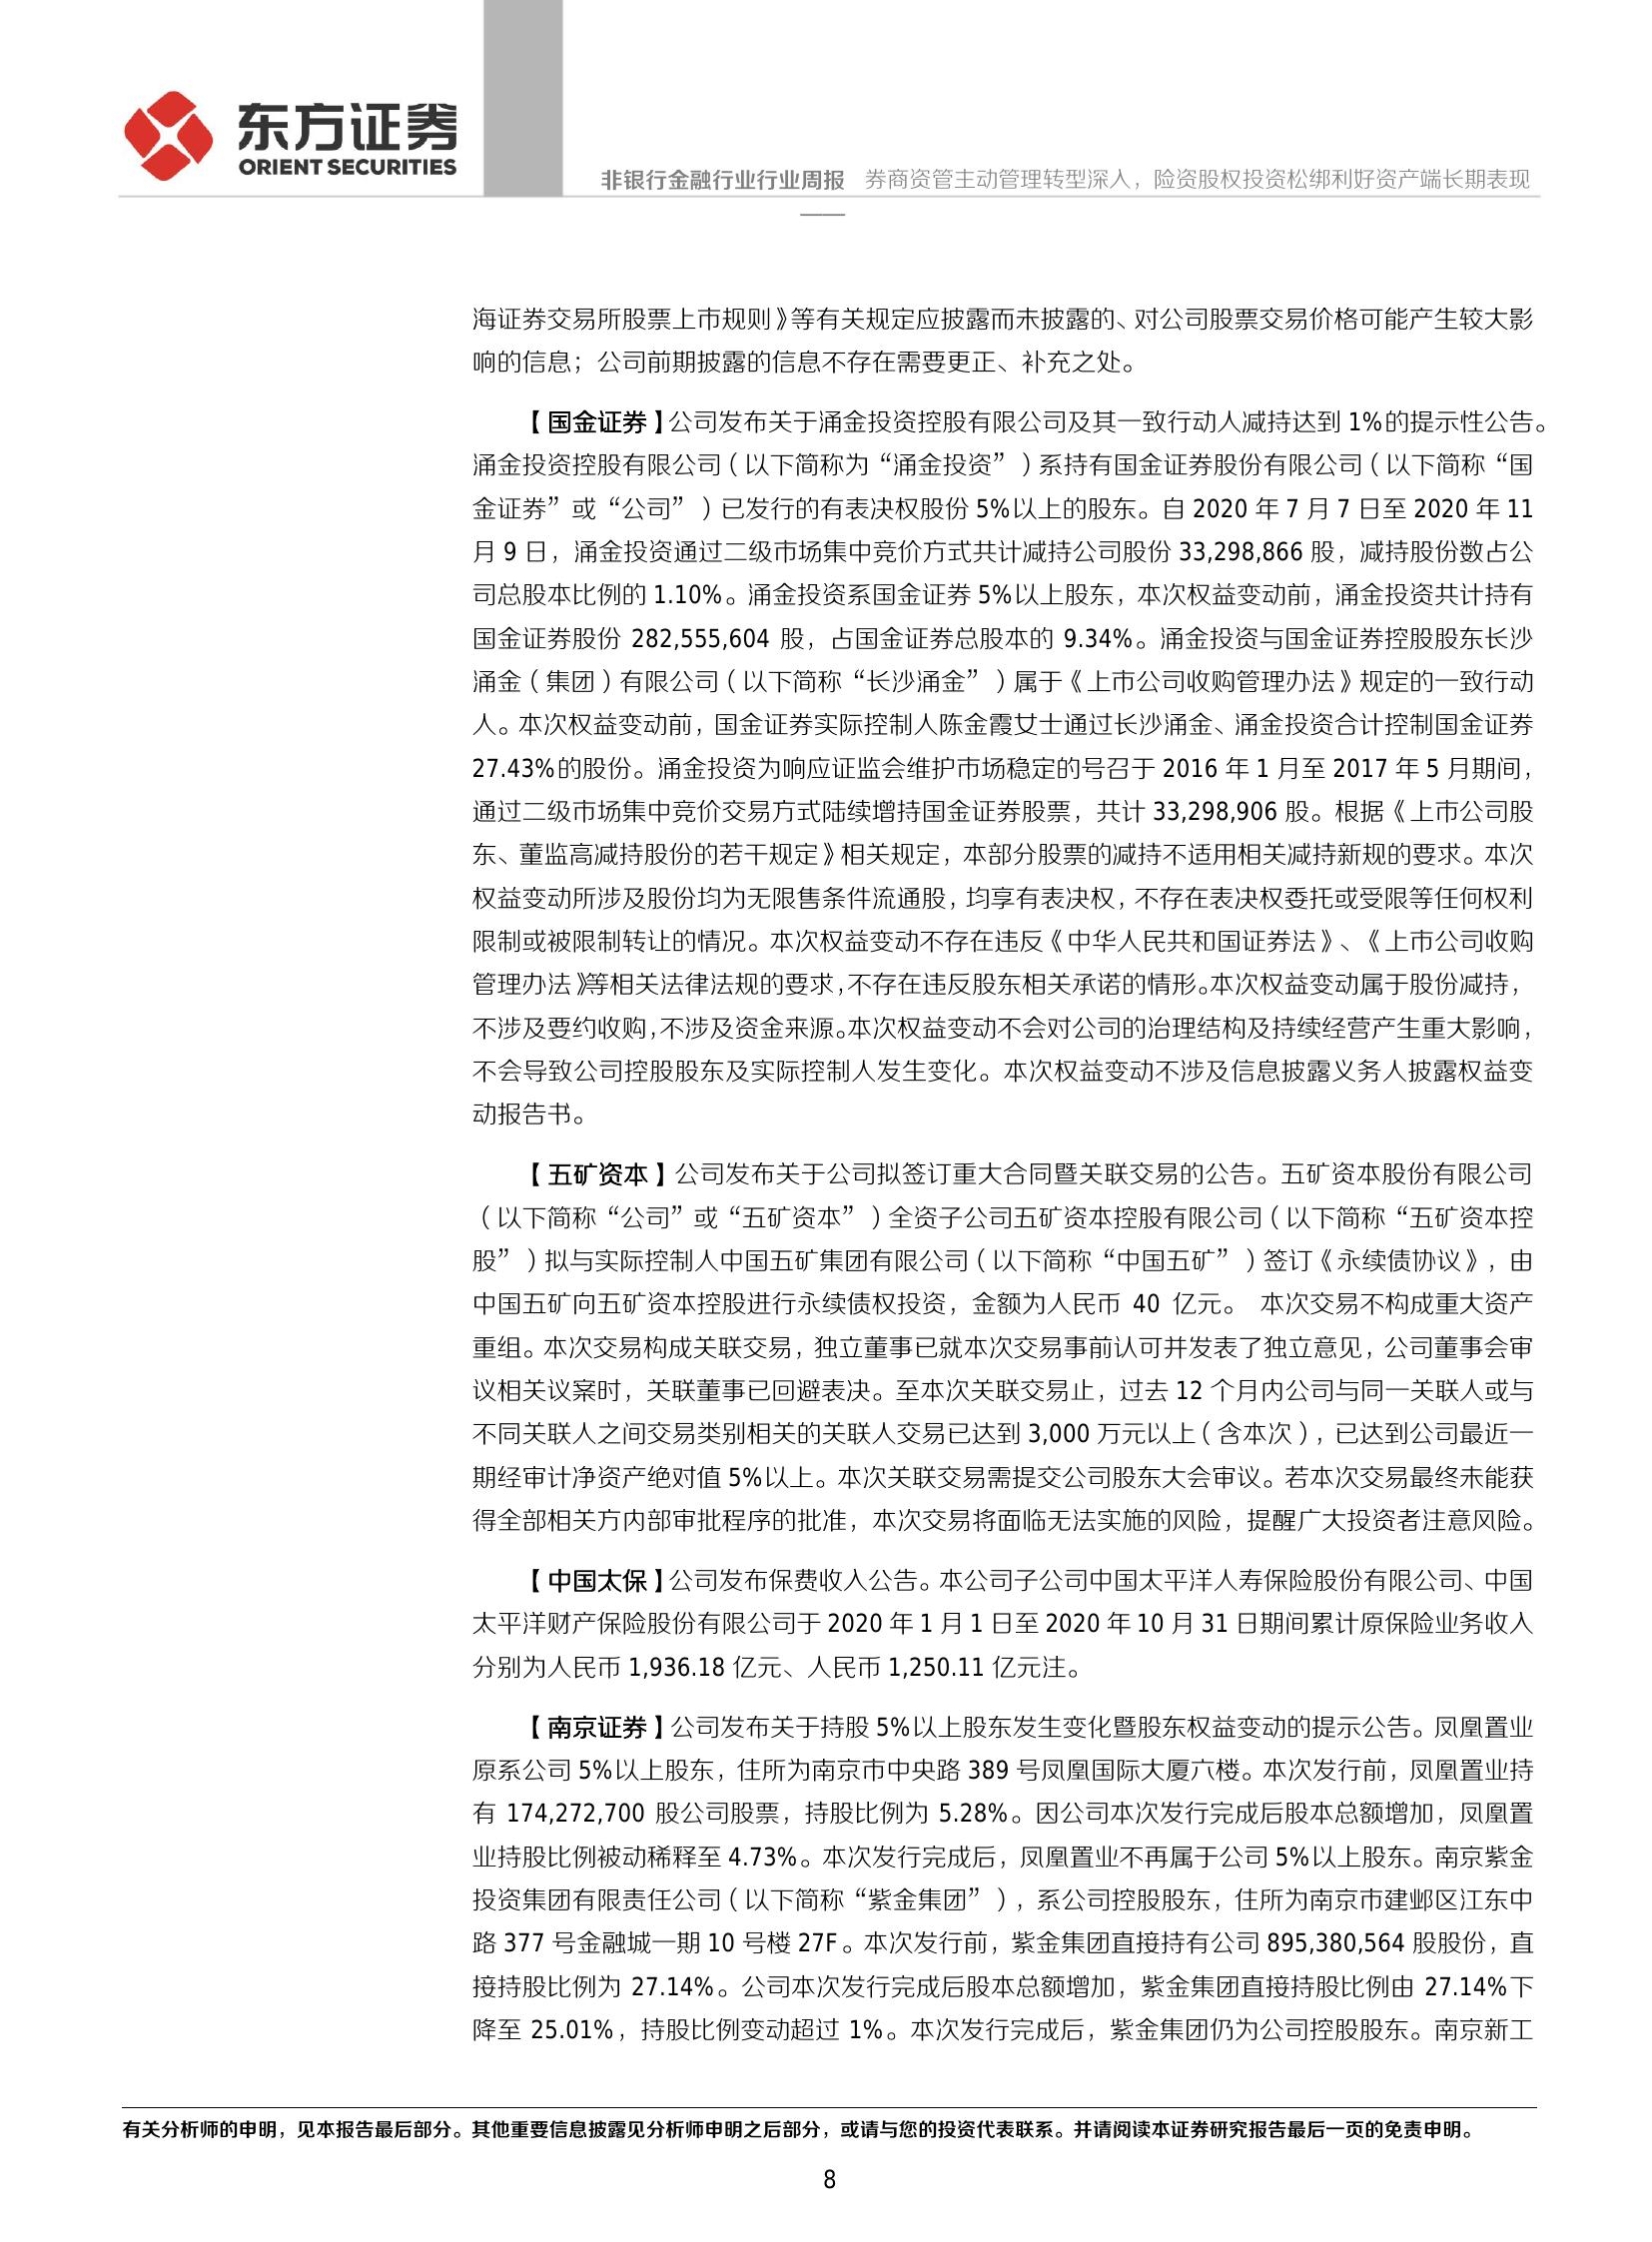 东方证券
ORIENT SECURITIES
非银行金融行业行业周报 券商资管主动管理转型深入，险资股权投资松绑利好资产端长期表现
——
海证券交易所股票上市规则》等有关规定应披露而未披露的、对公司股票交易价格可能产生较大影
响的信息；公司前期披露的信息不存在需要更正、补充之处。
【国金证券】公司发布关于涌金投资控股有限公司及其一致行动人减持达到 1%的提示性公告。
涌金投资控股有限公司（以下简称为“涌金投资”）系持有国金证券股份有限公司（以下简称“国
金证券”或“公司”）已发行的有表决权股份 5%以上的股东。自 2020 年 7 月 7 日至 2020 年 11
月 9 日，涌金投资通过二级市场集中竞价方式共计减持公司股份 33,298,866 股，减持股份数占公
司总股本比例的 1.10%。涌金投资系国金证券 5%以上股东，本次权益变动前，涌金投资共计持有
国金证券股份 282,555,604 股，占国金证券总股本的 9.34%。涌金投资与国金证券控股股东长沙
涌金（集团）有限公司（以下简称“长沙涌金”）属于《上市公司收购管理办法》规定的一致行动
人。本次权益变动前，国金证券实际控制人陈金霞女士通过长沙涌金、涌金投资合计控制国金证券
27.43%的股份。涌金投资为响应证监会维护市场稳定的号召于 2016 年 1 月至 2017 年 5 月期间，
通过二级市场集中竞价交易方式陆续增持国金证券股票，共计 33,298,906 股。根据《上市公司股
东、董监高减持股份的若干规定》相关规定，本部分股票的减持不适用相关减持新规的要求。本次
权益变动所涉及股份均为无限售条件流通股，均享有表决权，不存在表决权委托或受限等任何权利
限制或被限制转让的情况。本次权益变动不存在违反《中华人民共和国证券法》、《上市公司收购
管理办法》等相关法律法规的要求，不存在违反股东相关承诺的情形。本次权益变动属于股份减持，
不涉及要约收购，不涉及资金来源。本次权益变动不会对公司的治理结构及持续经营产生重大影响，
不会导致公司控股股东及实际控制人发生变化。本次权益变动不涉及信息披露义务人披露权益变
动报告书。
【五矿资本】公司发布关于公司拟签订重大合同暨关联交易的公告。五矿资本股份有限公司
（以下简称“公司”或“五矿资本”）全资子公司五矿资本控股有限公司（以下简称“五矿资本控
股”）拟与实际控制人中国五矿集团有限公司（以下简称“中国五矿”）签订《永续债协议》，由
中国五矿向五矿资本控股进行永续债权投资，金额为人民币 40 亿元。 本次交易不构成重大资产
重组。本次交易构成关联交易，独立董事已就本次交易事前认可并发表了独立意见，公司董事会审
议相关议案时，关联董事已回避表决。至本次关联交易止，过去 12 个月内公司与同一关联人或与
不同关联人之间交易类别相关的关联人交易已达到 3,000 万元以上（含本次），已达到公司最近一
期经审计净资产绝对值 5%以上。本次关联交易需提交公司股东大会审议。若本次交易最终未能获
得全部相关方内部审批程序的批准，本次交易将面临无法实施的风险，提醒广大投资者注意风险。
【中国太保】公司发布保费收入公告。本公司子公司中国太平洋人寿保险股份有限公司、中国
太平洋财产保险股份有限公司于 2020 年 1 月 1 日至 2020 年 10 月 31 日期间累计原保险业务收入
分别为人民币 1,936.18 亿元、人民币 1,250.11 亿元注。
【南京证券】公司发布关于持股 5%以上股东发生变化暨股东权益变动的提示公告。凤凰置业
原系公司 5%以上股东，住所为南京市中央路 389 号凤凰国际大厦六楼。本次发行前，凤凰置业持
有 174,272,700 股公司股票，持股比例为 5.28%。因公司本次发行完成后股本总额增加，凤凰置
业持股比例被动稀释至 4.73%。本次发行完成后，凤凰置业不再属于公司 5%以上股东。南京紫金
投资集团有限责任公司（以下简称“紫金集团”），系公司控股股东，住所为南京市建邺区江东中
路 377 号金融城一期 10 号楼 27F。本次发行前，紫金集团直接持有公司 895,380,564 股股份，直
接持股比例为 27.14%。公司本次发行完成后股本总额增加，紫金集团直接持股比例由 27.14%下
降至 25.01%，持股比例变动超过 1%。本次发行完成后，紫金集团仍为公司控股股东。南京新工
有关分析师的申明，见本报告最后部分。其他重要信息披露见分析师申明之后部分，或请与您的投资代表联系。并请阅读本证券研究报告最后一页的免责申明。
8